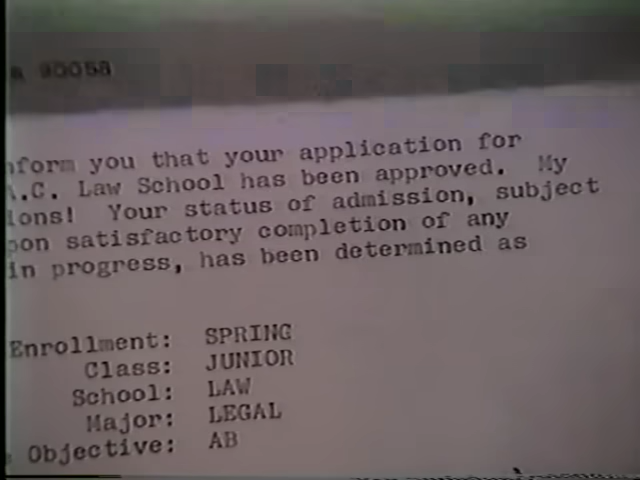 a 90058
nform you that your application for
A.C. Law School has been approved. My
ions! Your status of admission, subject
pon satisfactory completion of any
in progress, has been determined as
Enrollment: SPRING
Class: JUNIOR
School: LAW
Major: LEGAL
Objective: AB